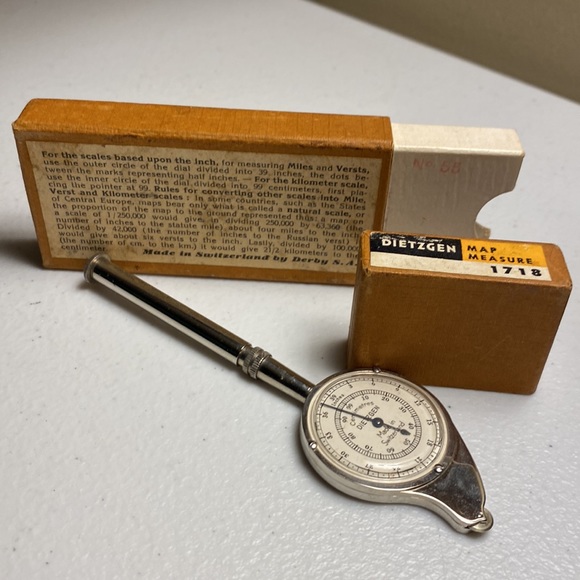 For the scales based upon the inch, for measuring Miles and Versts,
use the outer circle of the dial divided into 39 inches, the dots be-
tween the marks representing half inches. — For the kilometer scale,
use the inner circle of the dial divided into 99 centimeters, first pla-
cing the pointer at 99. Rules for converting other scales into Mile,
Verst and Kilometer scales: In some countries, such as the States
of Central Europe, maps bear only what is called a natural scale, or
the proportion of the map to the ground represented thus: if from
a scale of 1/250,000 would give on dividing 250,000 by 63,360 (the
number of inches to the statute mile) about four miles to the inch.
Divided by 42,000 (the number of inches to the Russian verst) it
would give about six versts to the inch. Lastly, divided by 100,000
(the number of cm. to the km.) it would give 21/2 kilometers to the
Made in Switzerland by Derby S.A.
No 56
DIETZGEN
MAP
MEASURE
1718
Centimetres
DIETZGEN
Made in
Switzerland